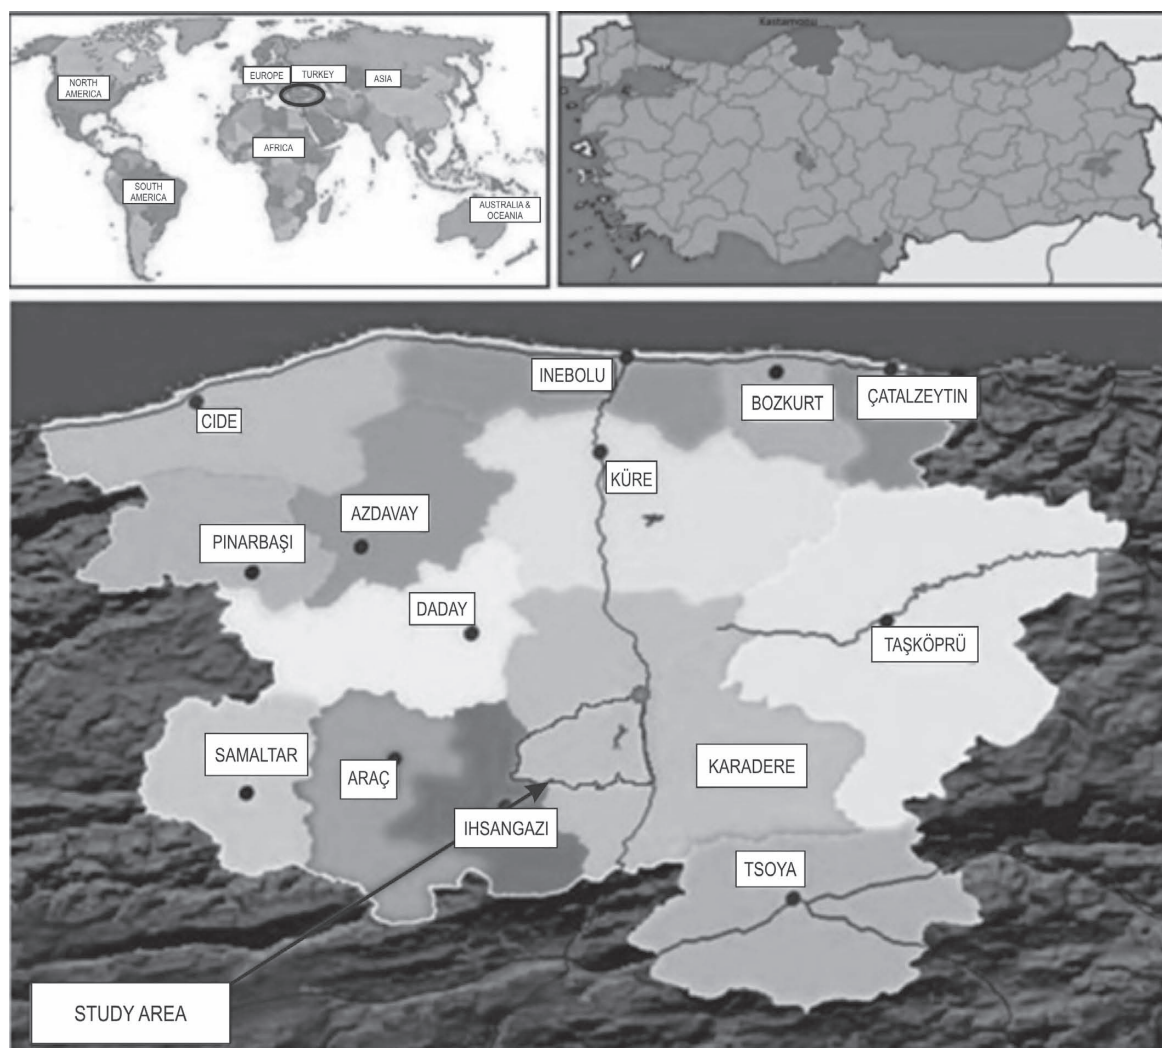 NORTH
AMERICA
EUROPE
TURKEY
ASIA
AFRICA
SOUTH
AMERICA
AUSTRALIA &
OCEANIA
Kastamonu
INEBOLU
BOZKURT
ÇATALZEYTIN
CIDE
KÜRE
AZDAVAY
PINARBAŞI
DADAY
TAŞKÖPRÜ
SAMALTAR
ARAÇ
KARADERE
IHSANGAZI
TSOYA
STUDY AREA